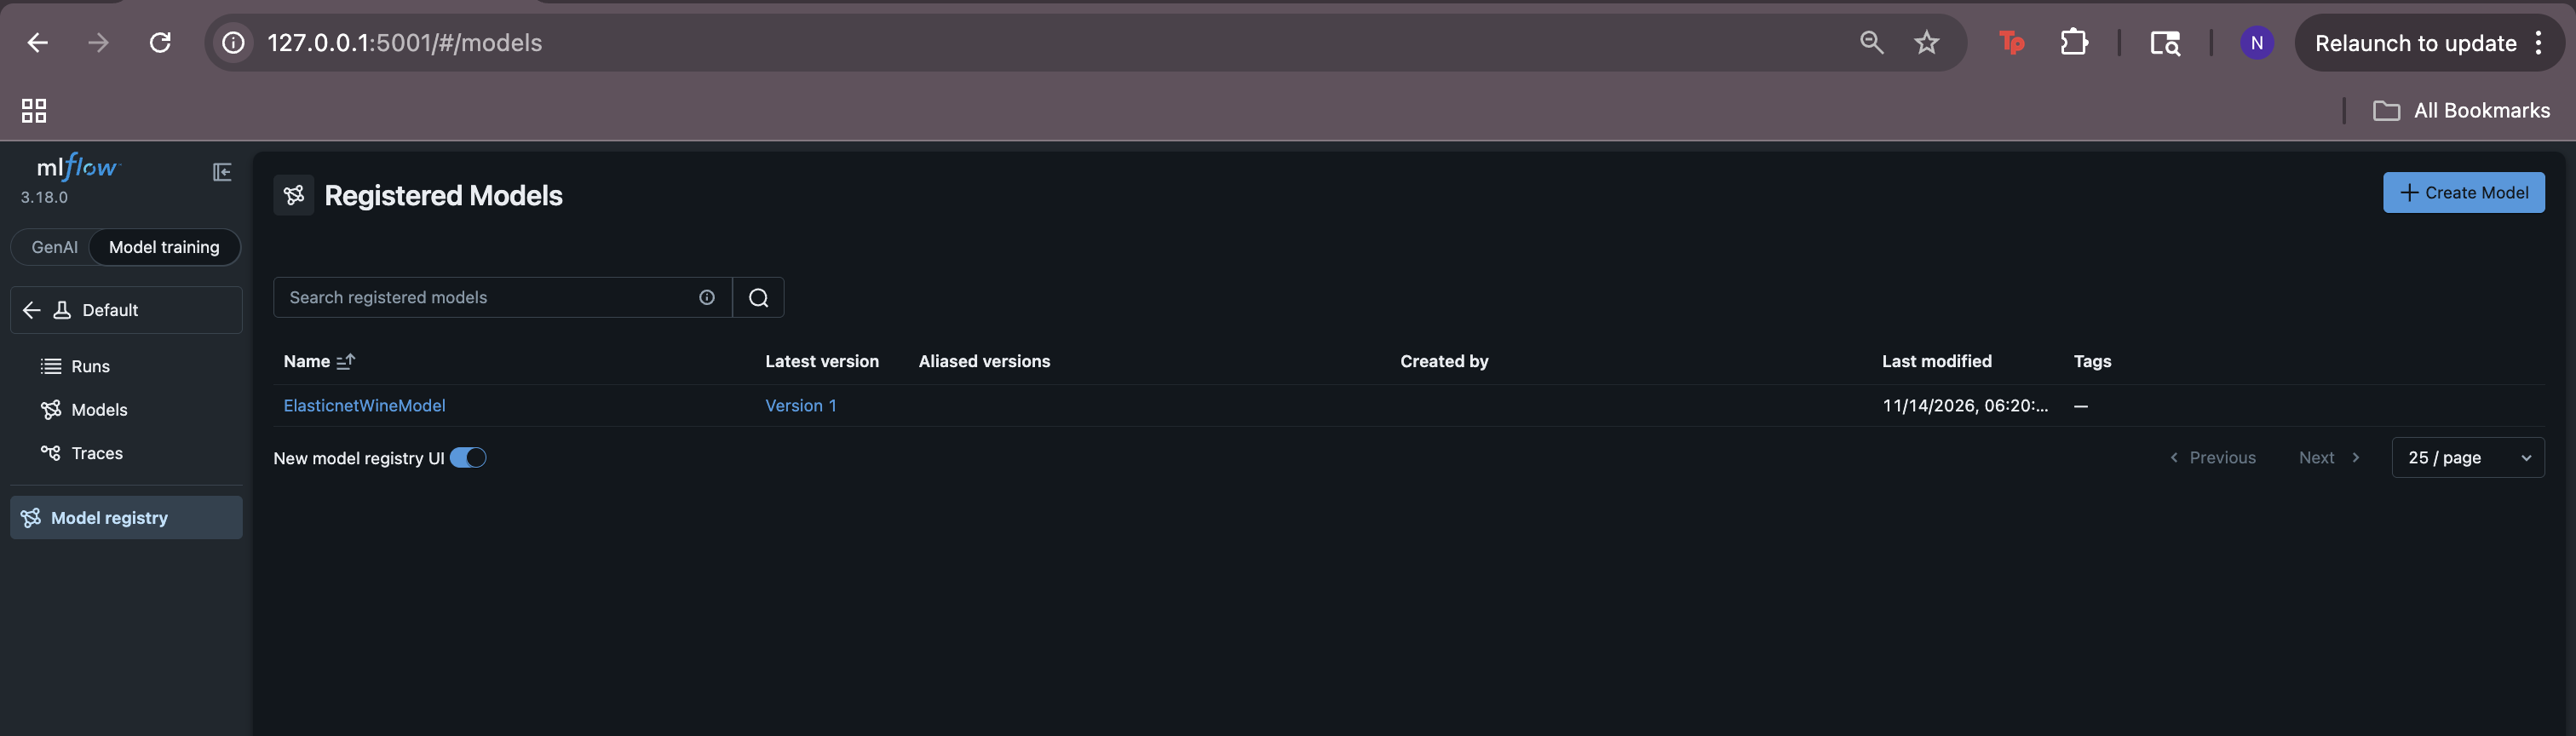 127.0.0.1:5001/#/models
Tp
N
Relaunch to update
All Bookmarks
mlflow
3.18.0
GenAI
Model training
Default
Runs
Models
Traces
Model registry
Registered Models
Create Model
Search registered models
Name Latest version Aliased versions Created by Last modified Tags
ElasticnetWineModel Version 1 11/14/2026, 06:20:... —
New model registry UI
Previous Next 25 / page